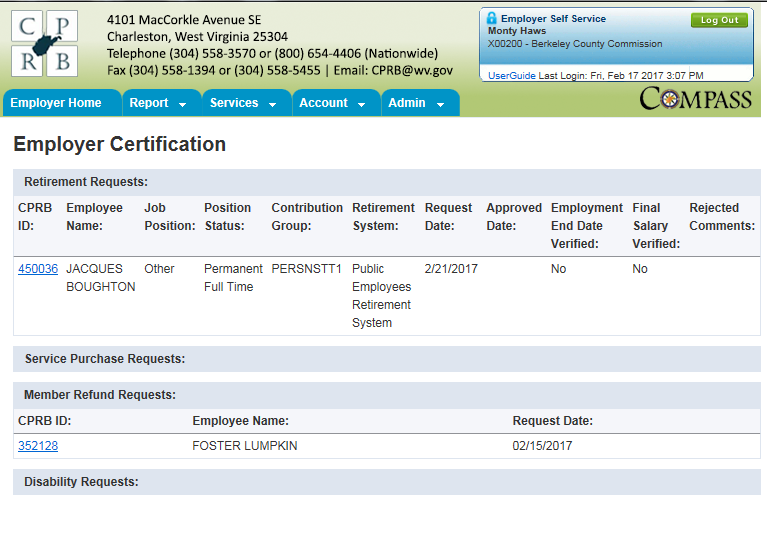 C P
R B
4101 MacCorkle Avenue SE
Charleston, West Virginia 25304
Telephone (304) 558-3570 or (800) 654-4406 (Nationwide)
Fax (304) 558-1394 or (304) 558-5455 | Email: CPRB@wv.gov
Employer Self Service
Log Out
Monty Haws
X00200 - Berkeley County Commission
UserGuide Last Login: Fri, Feb 17 2017 3:07 PM
COMPASS
Employer Home Report Services Account Admin
Employer Certification
Retirement Requests:
CPRB ID: Employee Name: Job Position: Position Status: Contribution Group: Retirement System: Request Date: Approved Date: Employment End Date Verified: Final Salary Verified: Rejected Comments:
450036 JACQUES BOUGHTON Other Permanent Full Time PERSNSTT1 Public Employees Retirement System 2/21/2017 No No
Service Purchase Requests:
Member Refund Requests:
CPRB ID: Employee Name: Request Date:
352128 FOSTER LUMPKIN 02/15/2017
Disability Requests: